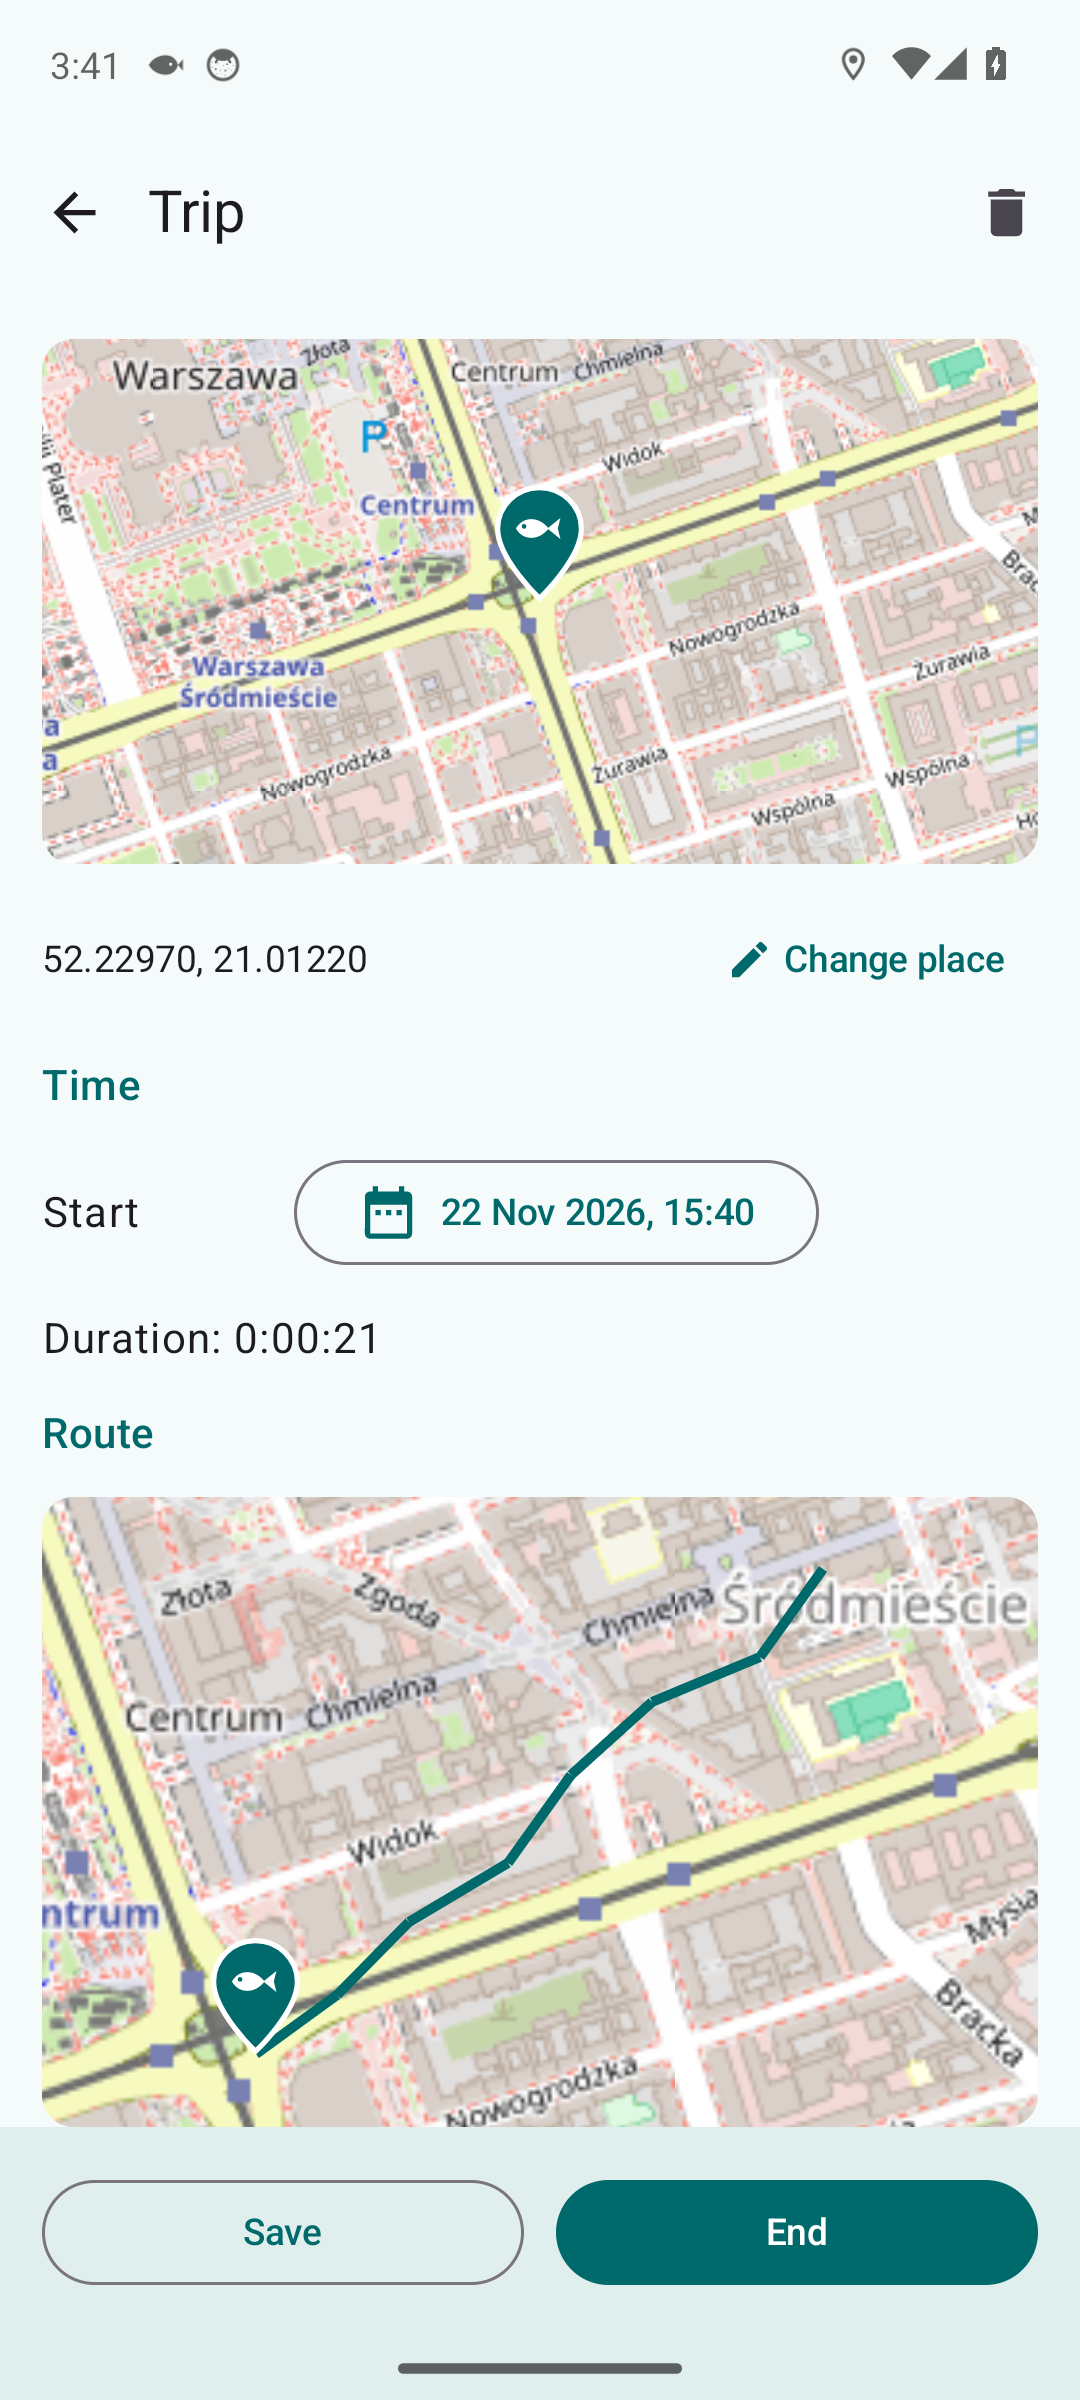 3:41
Trip
Złota
Warszawa
Centrum Chmielna
P
Widok
Centrum
Nowogrodzka
Żurawia
Warszawa
Śródmieście
a
a
P
Nowogrodzka
Żurawia
Wspólna
Wspólna
52.22970, 21.01220
Change place
Time
Start
22 Nov 2026, 15:40
Duration: 0:00:21
Route
Złota
Zgoda
Chmielna
Śródmieście
Centrum
Chmielna
Widok
ntrum
Mysia
Bracka
Nowogrodzka
Save
End